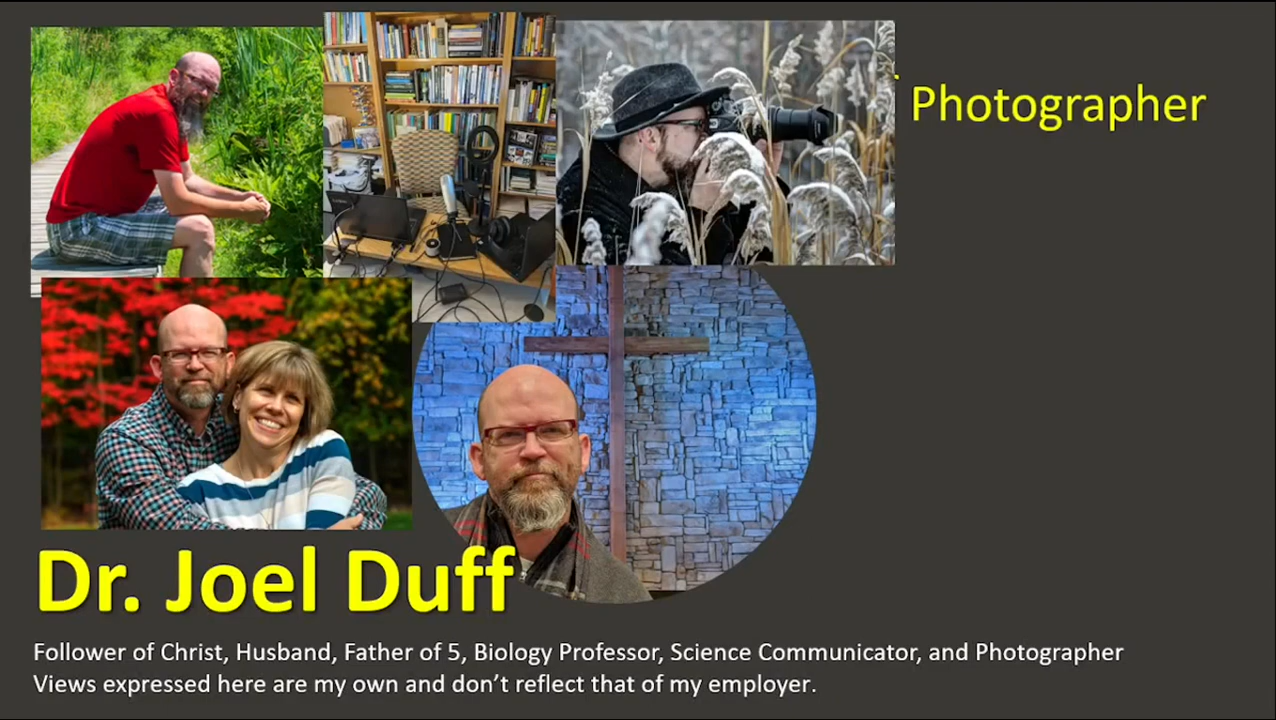 Photographer
Dr. Joel Duff
Follower of Christ, Husband, Father of 5, Biology Professor, Science Communicator, and Photographer
Views expressed here are my own and don’t reflect that of my employer.